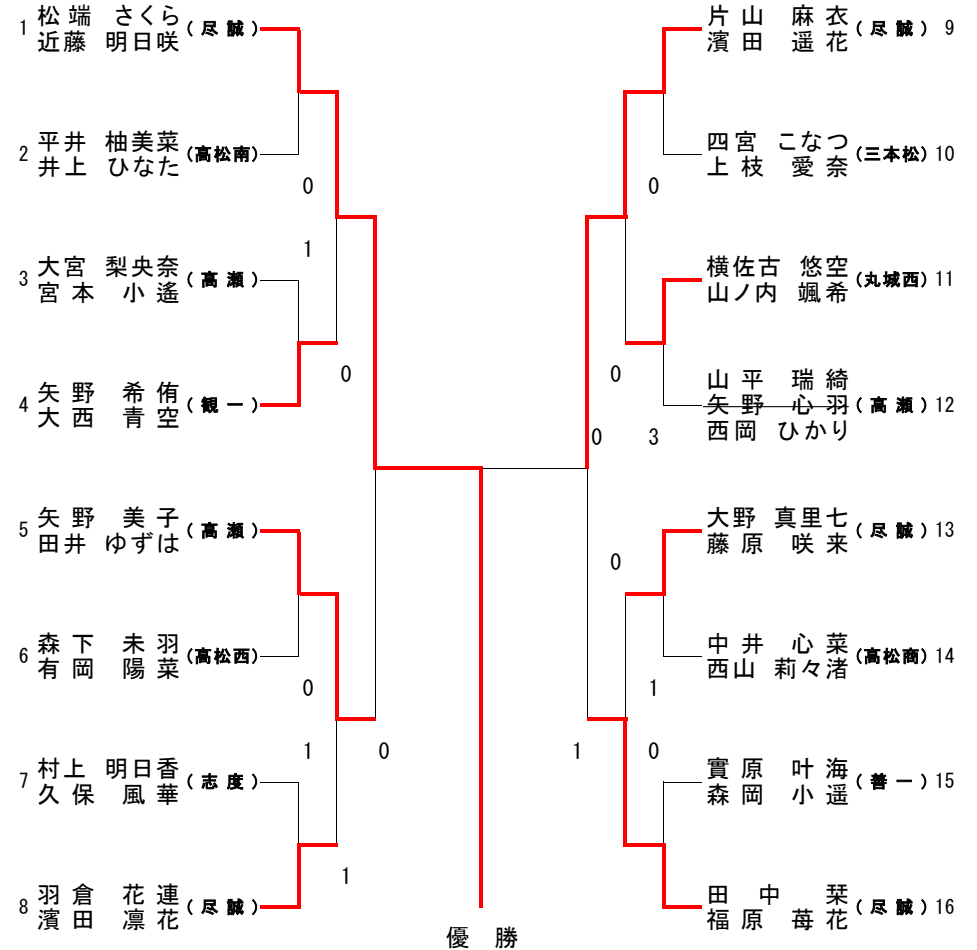 1 松端 さくら (尽誠)
近藤 明日咲
2 平井 柚美菜 (高松南)
井上 ひなた
0
1
3 大宮 梨央奈 (高瀬)
宮本 小遙
0
4 矢野 希侑 (観一)
大西 青空
5 矢野 美子 (高瀬)
田井 ゆずは
6 森下 未羽 (高松西)
有岡 陽菜
0
1 0
7 村上 明日香 (志度)
久保 風華
1
8 羽倉 花連 (尽誠)
濱田 凛花
片山 麻衣 (尽誠) 9
濱田 遥花
四宮 こなつ (三本松) 10
上枝 愛奈
0
横佐古 悠空 (丸城西) 11
山ノ内 颯希
0
山平 瑞綺
矢野 心羽 (高瀬) 12
西岡 ひかり
0 3
大野 真里七 (尽誠) 13
藤原 咲来
0
中井 心菜 (高松商) 14
西山 莉々渚
1
1 0
實原 叶海 (善一) 15
森岡 小遥
田中 栞 (尽誠) 16
福原 苺花
優 勝